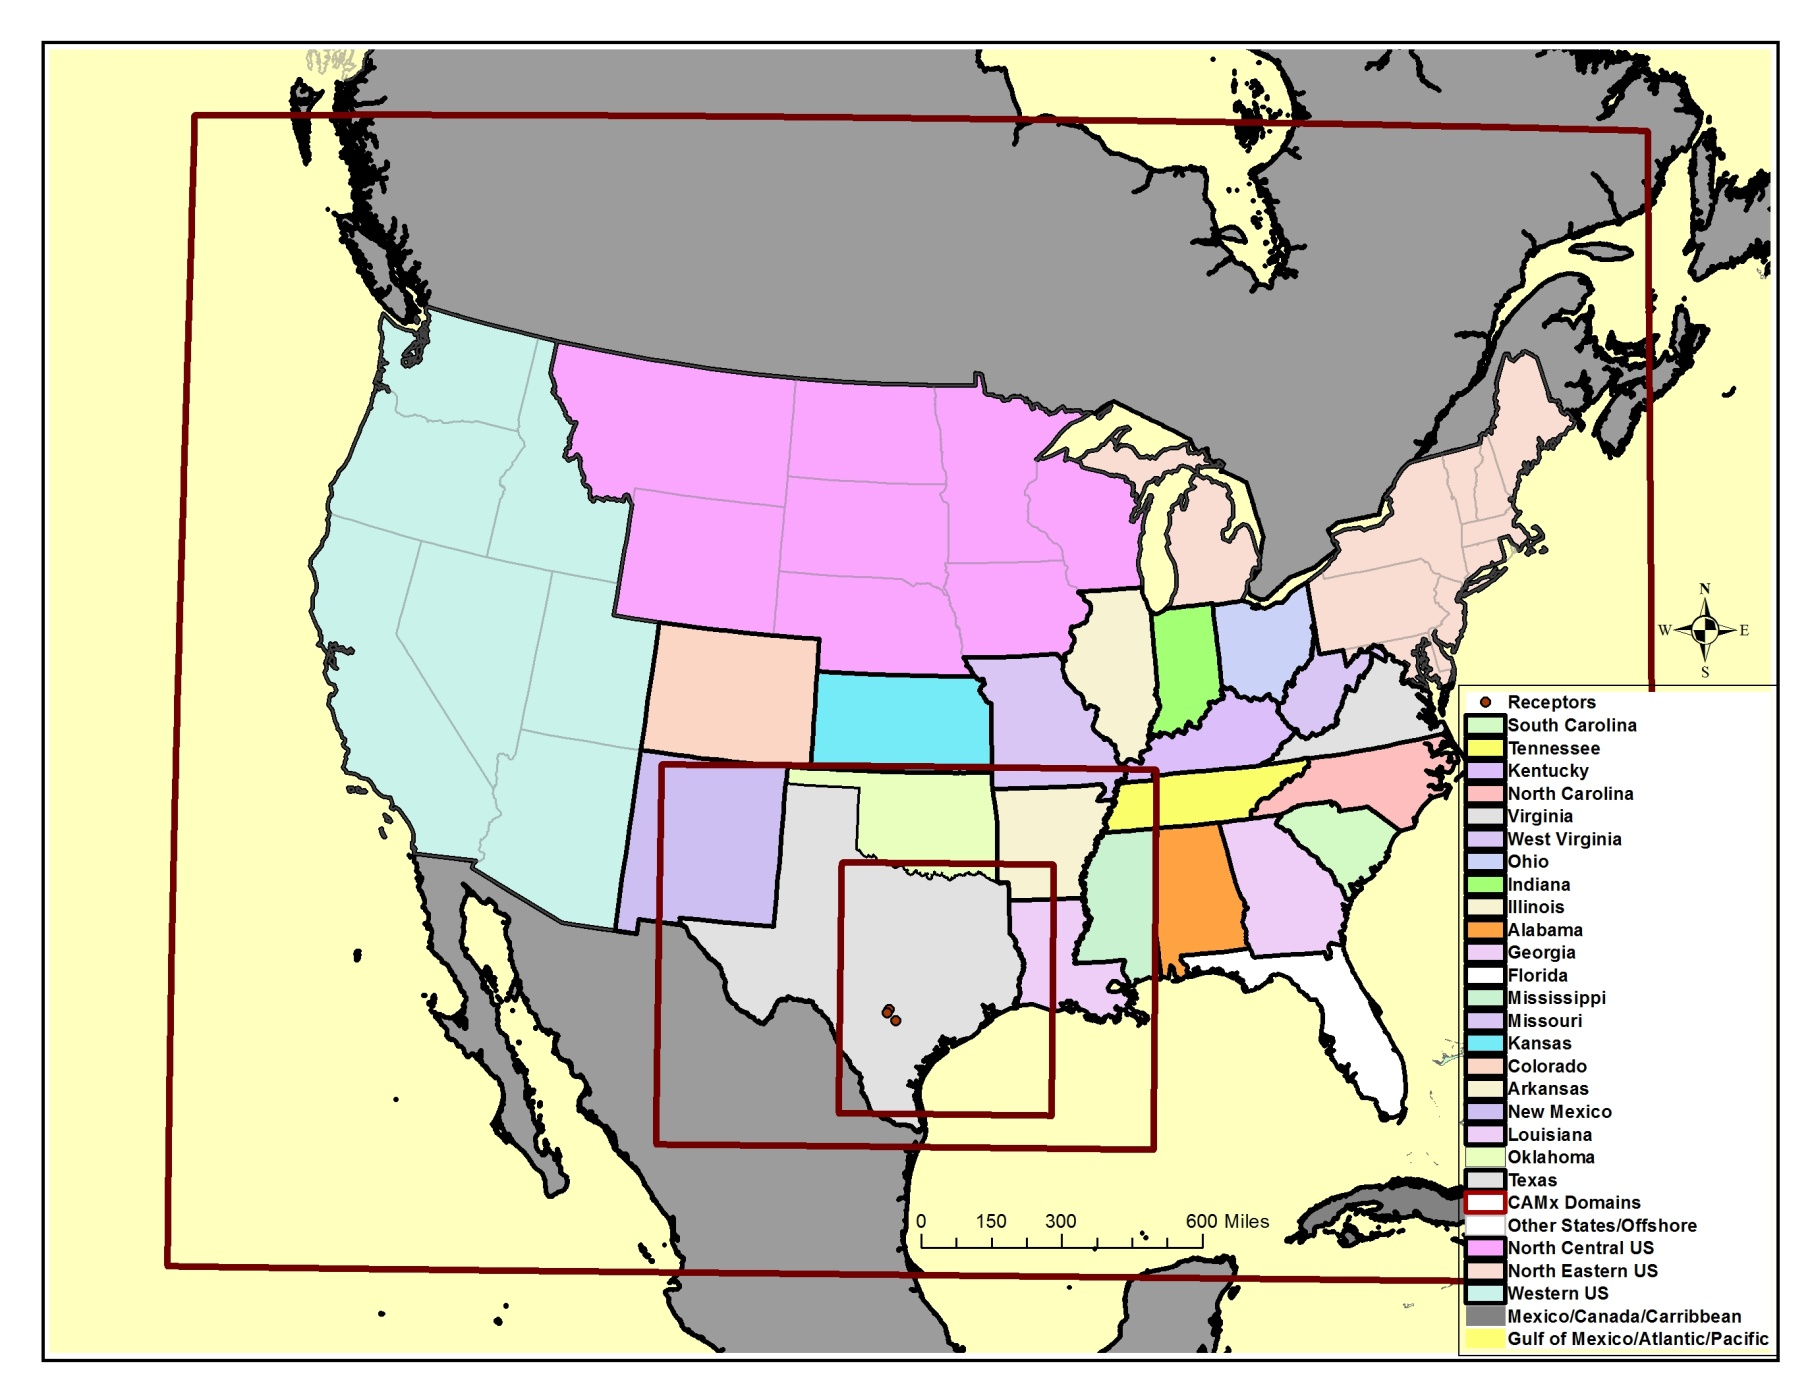 N
W E
S
Receptors
South Carolina
Tennessee
Kentucky
North Carolina
Virginia
West Virginia
Ohio
Indiana
Illinois
Alabama
Georgia
Florida
Mississippi
Missouri
Kansas
Colorado
Arkansas
New Mexico
Louisiana
Oklahoma
Texas
CAMx Domains
Other States/Offshore
North Central US
North Eastern US
Western US
Mexico/Canada/Carribbean
Gulf of Mexico/Atlantic/Pacific
0 150 300 600 Miles